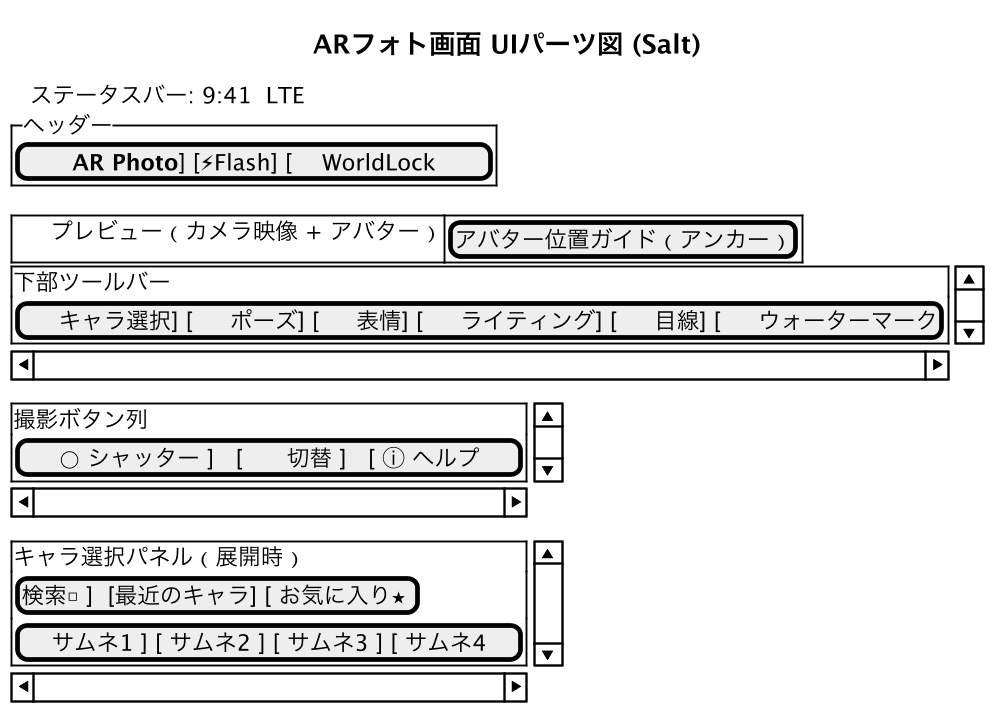 ARフォト画面 UIパーツ図 (Salt)
ステータスバー: 9:41 LTE
ヘッダー
AR Photo] [⚡Flash] [ WorldLock
プレビュー ( カメラ映像 + アバター ) アバター位置ガイド ( アンカー )
下部ツールバー
キャラ選択] [ ポーズ] [ 表情] [ ライティング] [ 目線] [ ウォーターマーク
撮影ボタン列
○ シャッター ] [ 切替 ] [ ⓘ ヘルプ
キャラ選択パネル ( 展開時 )
検索▫ ] [最近のキャラ] [ お気に入り★
サムネ1 ] [ サムネ2 ] [ サムネ3 ] [ サムネ4